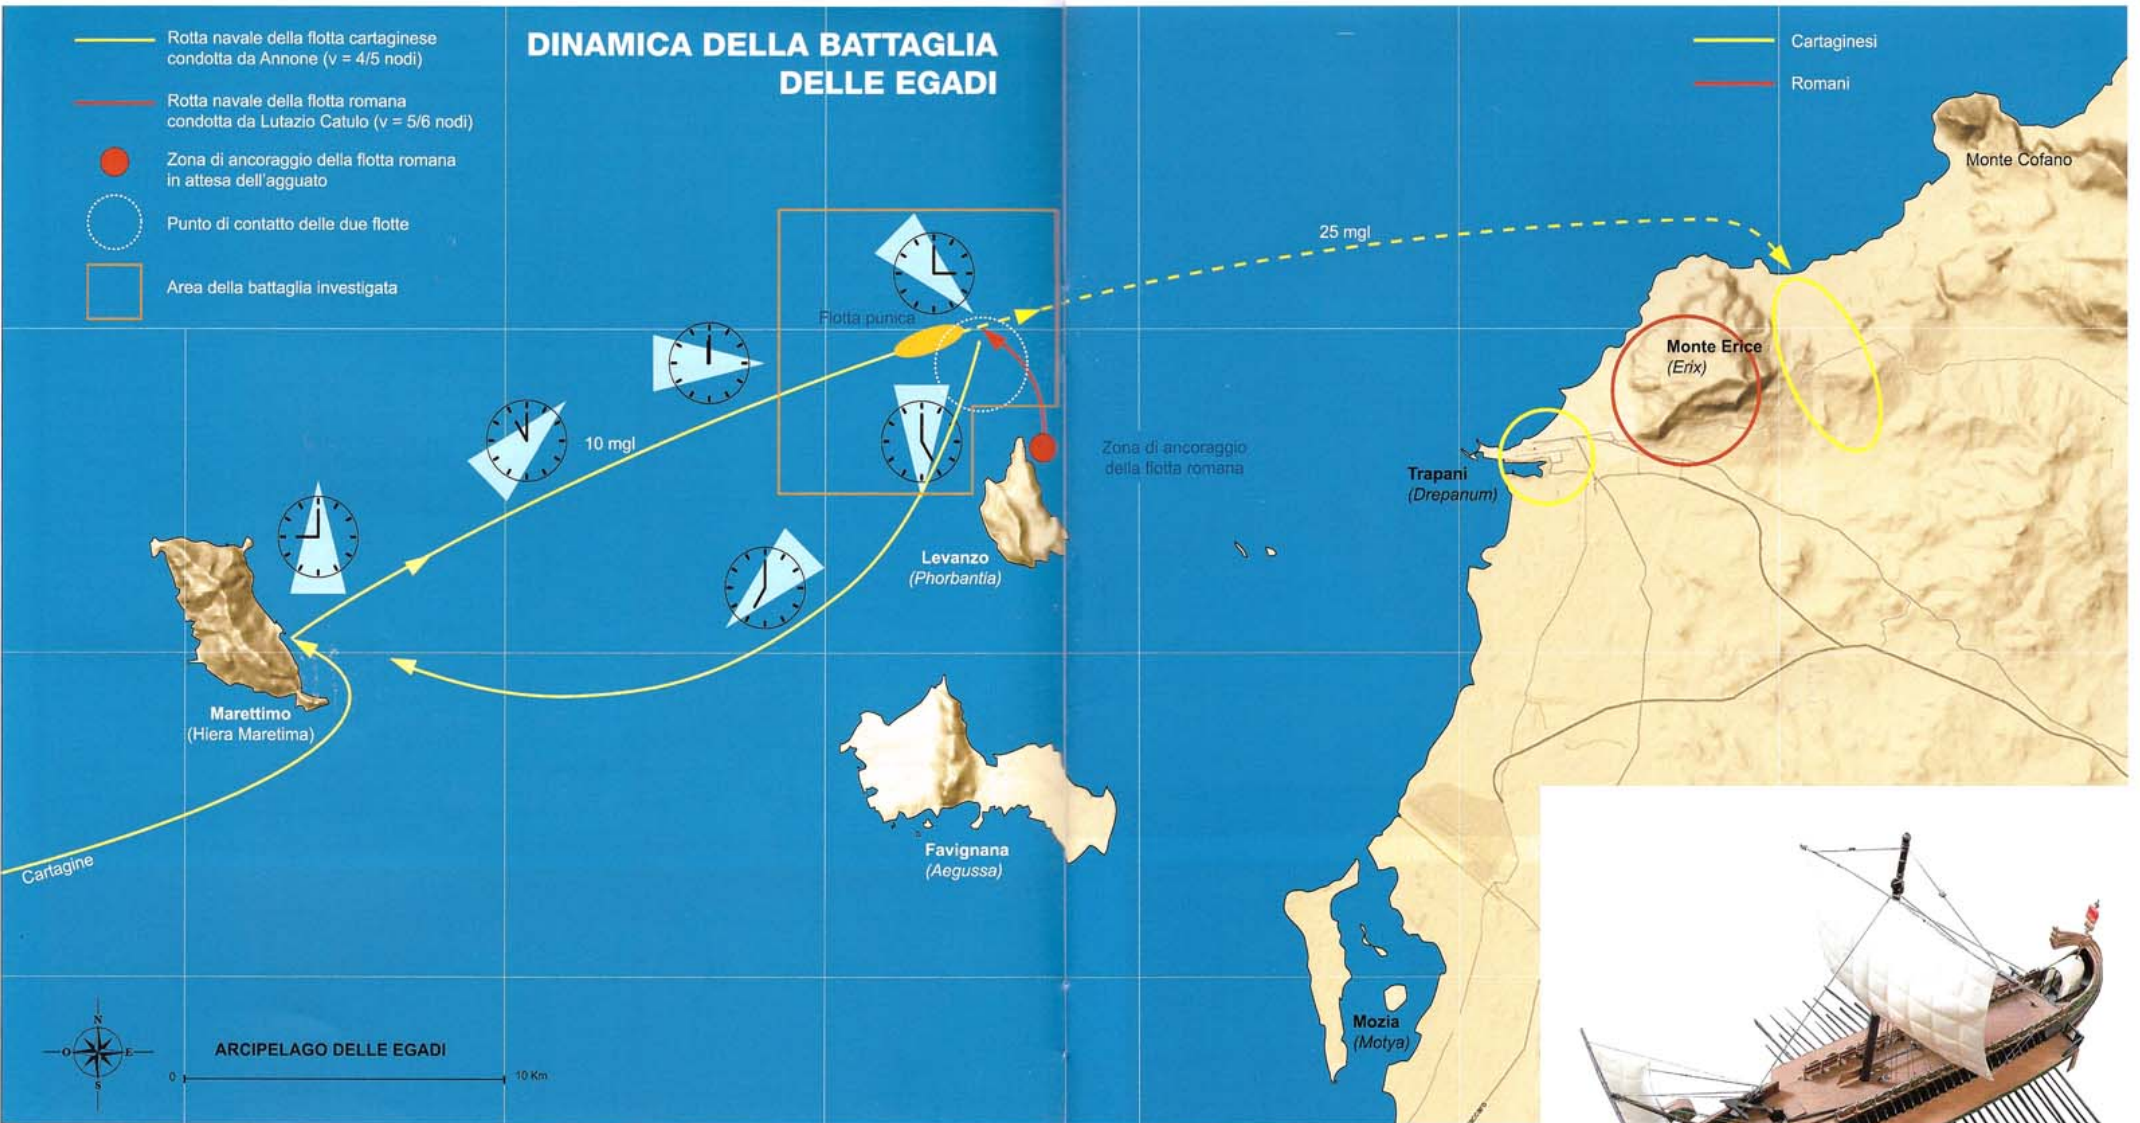 DINAMICA DELLA BATTAGLIA
DELLE EGADI
Rotta navale della flotta cartaginese
condotta da Annone (v = 4/5 nodi)
Rotta navale della flotta romana
condotta da Lutazio Catulo (v = 5/6 nodi)
Zona di ancoraggio della flotta romana
in attesa dell'agguato
Punto di contatto delle due flotte
Area della battaglia investigata
Cartaginesi
Romani
Monte Cofano
25 mgl
Flotta punica
Monte Erice
(Erix)
10 mgl
Zona di ancoraggio
della flotta romana
Trapani
(Drepanum)
Levanzo
(Phorbantia)
Marettimo
(Hiera Maretima)
Favignana
(Aegussa)
Cartagine
Mozia
(Motya)
N
O
E
S
ARCIPELAGO DELLE EGADI
0
10 Km